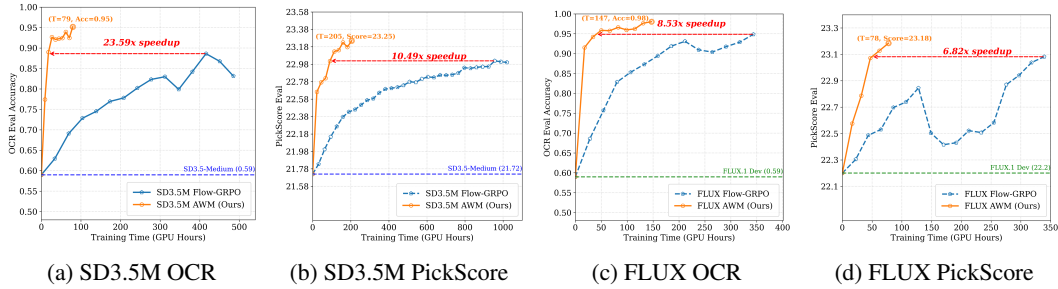 1.00
0.95
0.90
0.85
0.80
0.75
0.70
0.65
0.60
0.55
0.50
OCR Eval Accuracy
(T=79, Acc=0.95)
23.59x speedup
SD3.5-Medium (0.59)
SD3.5M Flow-GRPO
SD3.5M AWM (Ours)
0 100 200 300 400 500
Training Time (GPU Hours)
(a) SD3.5M OCR
23.58
23.38
23.18
22.98
22.78
22.58
22.38
22.18
21.98
21.78
21.58
PickScore Eval
(T=205, Score=23.25)
10.49x speedup
SD3.5-Medium (21.72)
SD3.5M Flow-GRPO
SD3.5M AWM (Ours)
0 200 400 600 800 1000
Training Time (GPU Hours)
(b) SD3.5M PickScore
1.00
0.95
0.90
0.85
0.80
0.75
0.70
0.65
0.60
0.55
0.50
OCR Eval Accuracy
(T=147, Acc=0.98)
8.53x speedup
FLUX.1 Dev (0.59)
FLUX Flow-GRPO
FLUX AWM (Ours)
0 50 100 150 200 250 300 350 400
Training Time (GPU Hours)
(c) FLUX OCR
23.3
23.1
22.9
22.7
22.5
22.3
22.1
PickScore Eval
(T=78, Score=23.18)
6.82x speedup
FLUX.1 Dev (22.2)
FLUX Flow-GRPO
FLUX AWM (Ours)
0 50 100 150 200 250 300 350
Training Time (GPU Hours)
(d) FLUX PickScore